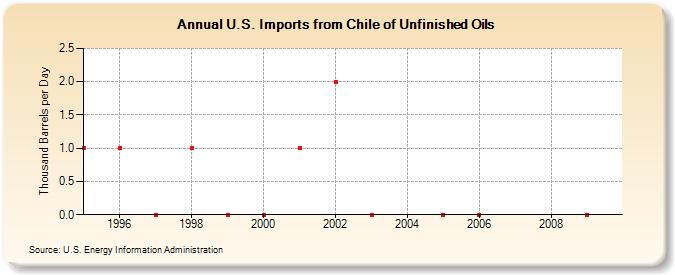 Annual U.S. Imports from Chile of Unfinished Oils
Thousand Barrels per Day
2.5
2.0
1.5
1.0
0.5
0.0
1996 1998 2000 2002 2004 2006 2008
Source: U.S. Energy Information Administration